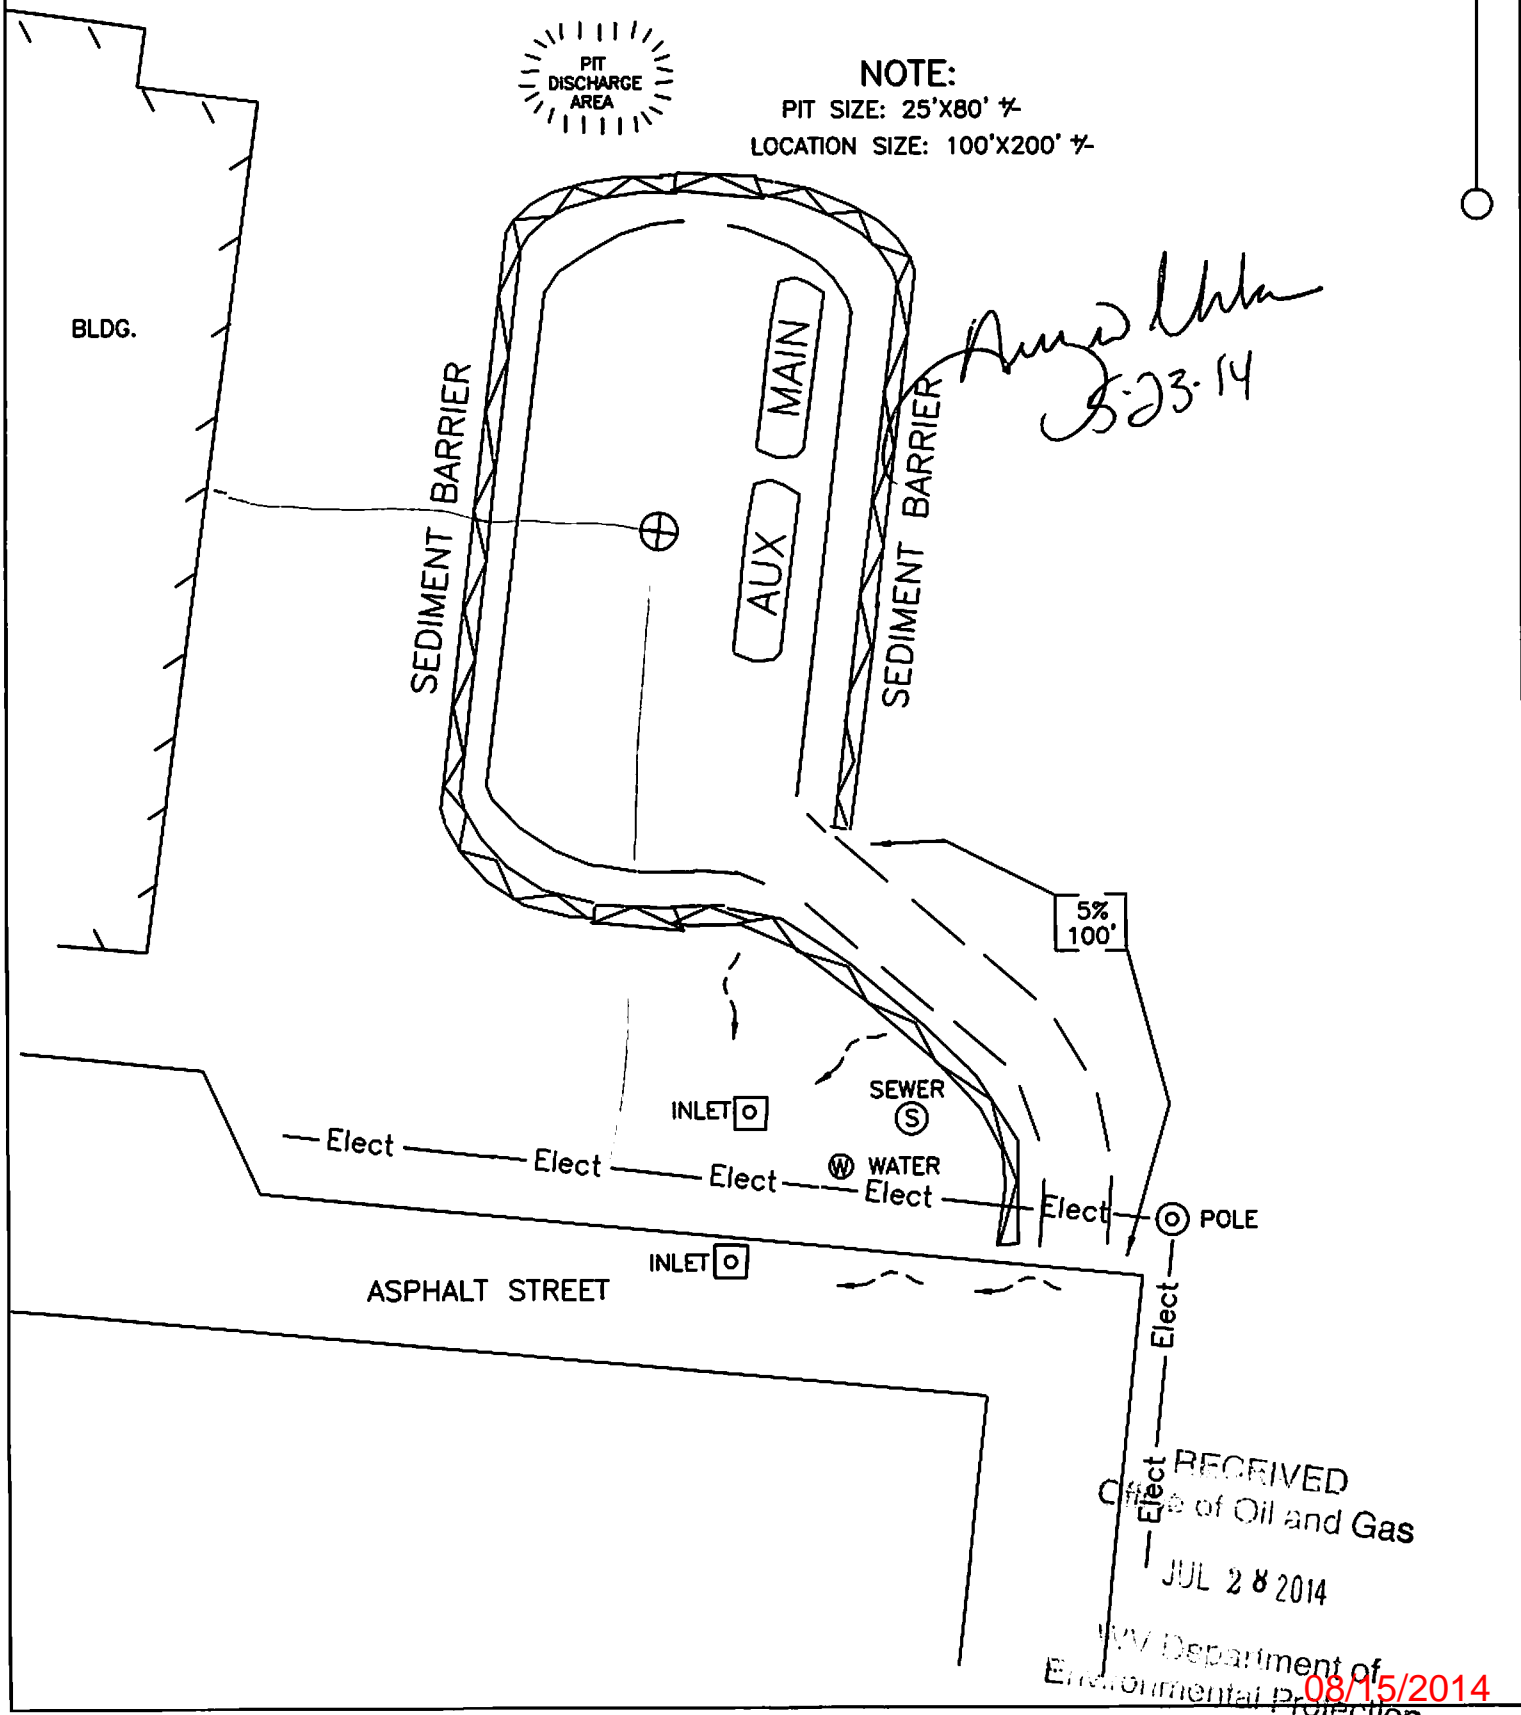 PIT
DISCHARGE
AREA
NOTE:
PIT SIZE: 25'X80' +/-
LOCATION SIZE: 100'X200' +/-
BLDG.
MAIN
5-23-14
SEDIMENT BARRIER
SEDIMENT BARRIER
AUX
5%
100'
SEWER
S
INLET
W WATER
Elect Elect Elect Elect Elect
POLE
INLET
ASPHALT STREET
Elect
Elect
RECEIVED
Office of Oil and Gas
JUL 28 2014
WV Department of
Environmental Protection
08/15/2014